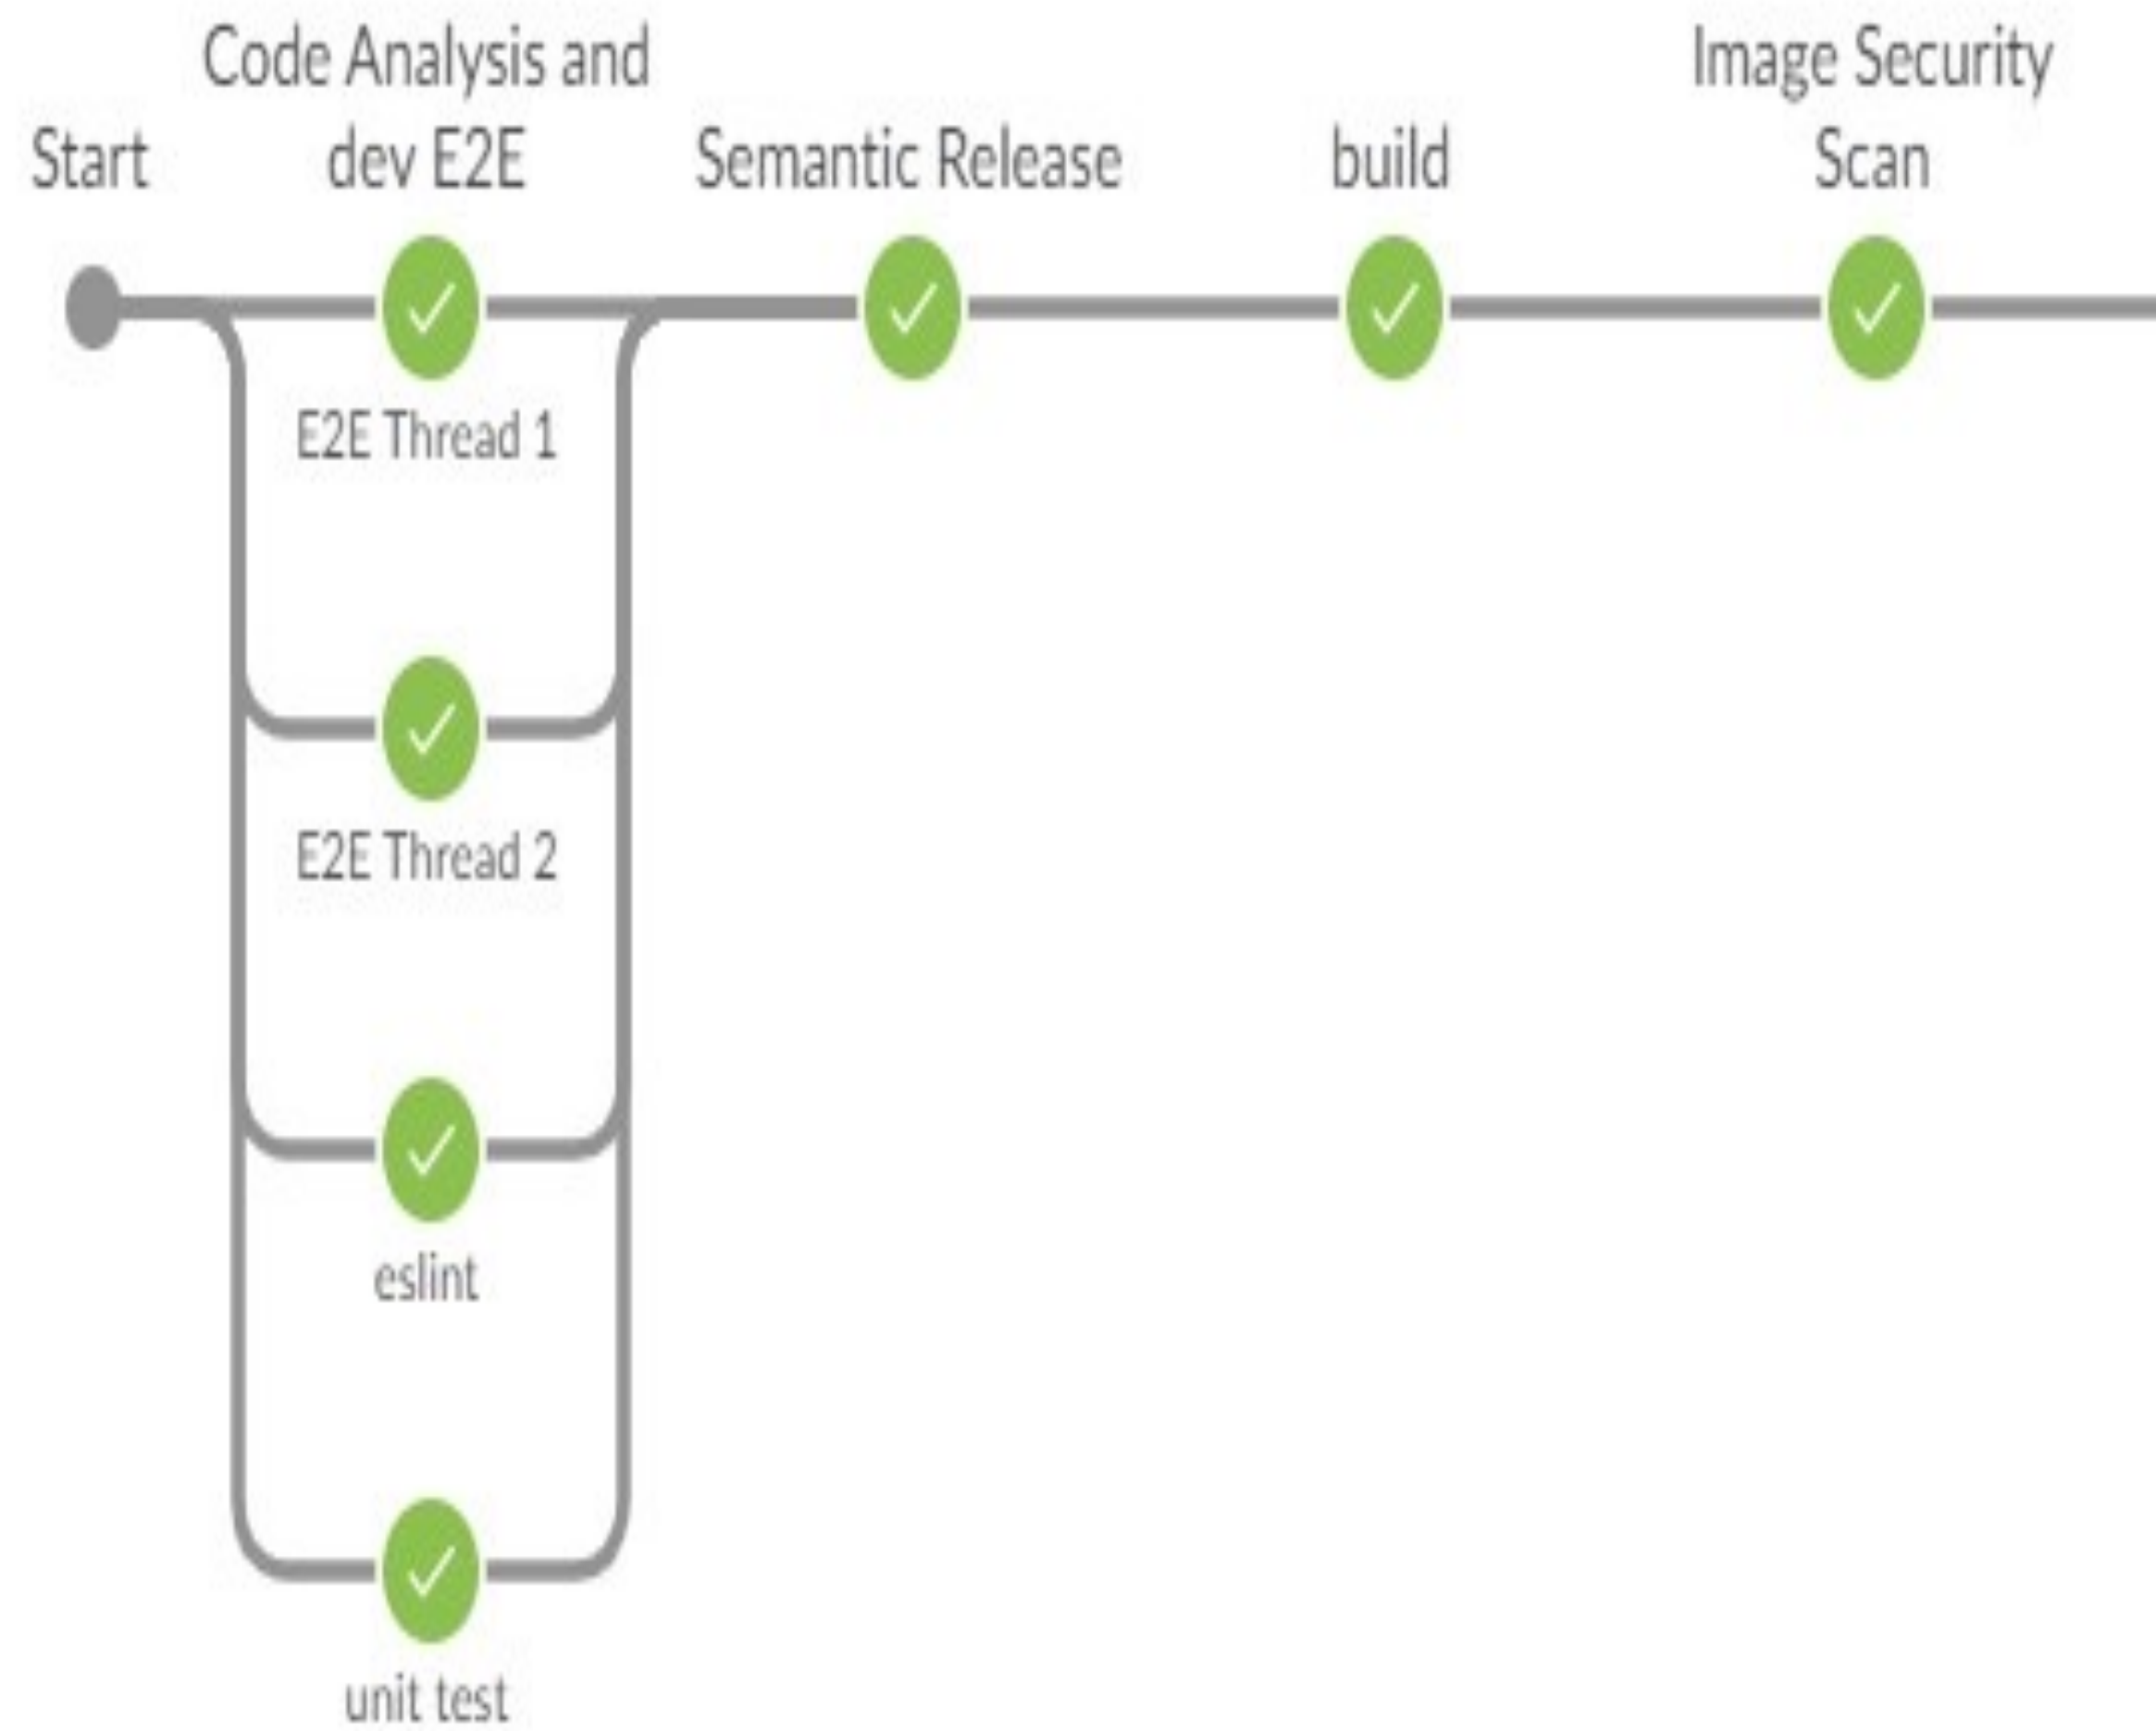 Start
Code Analysis and
dev E2E
Semantic Release
build
Image Security
Scan
E2E Thread 1
E2E Thread 2
eslint
unit test